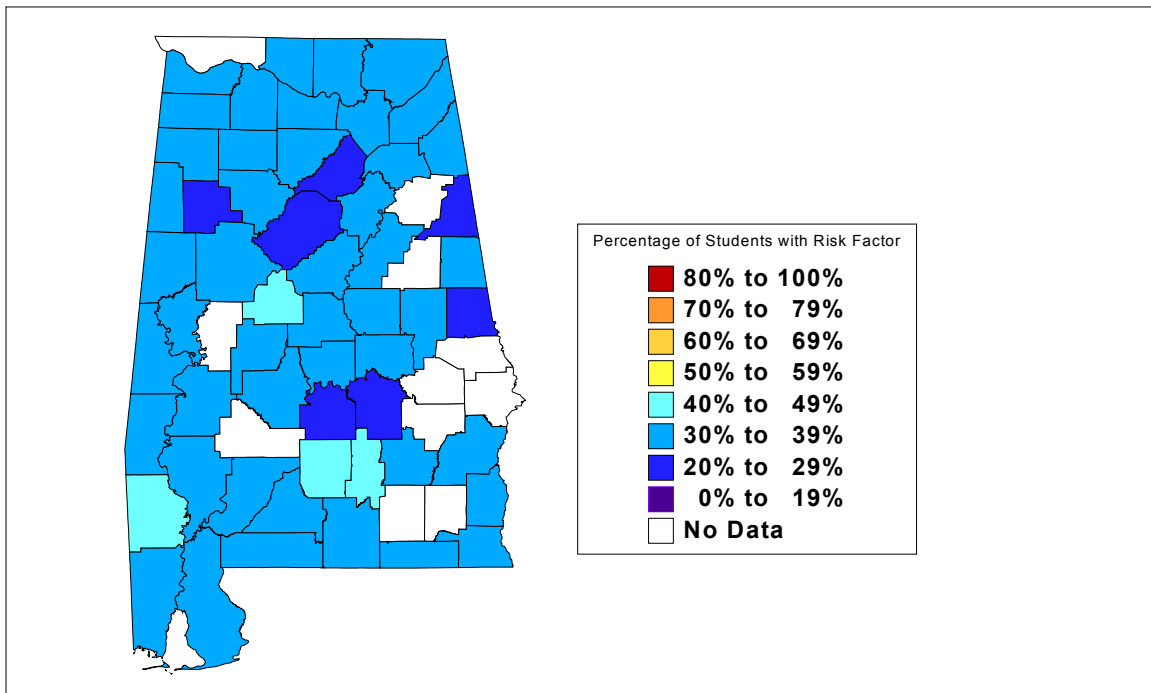 Percentage of Students with Risk Factor
80% to 100%
70% to 79%
60% to 69%
50% to 59%
40% to 49%
30% to 39%
20% to 29%
0% to 19%
No Data